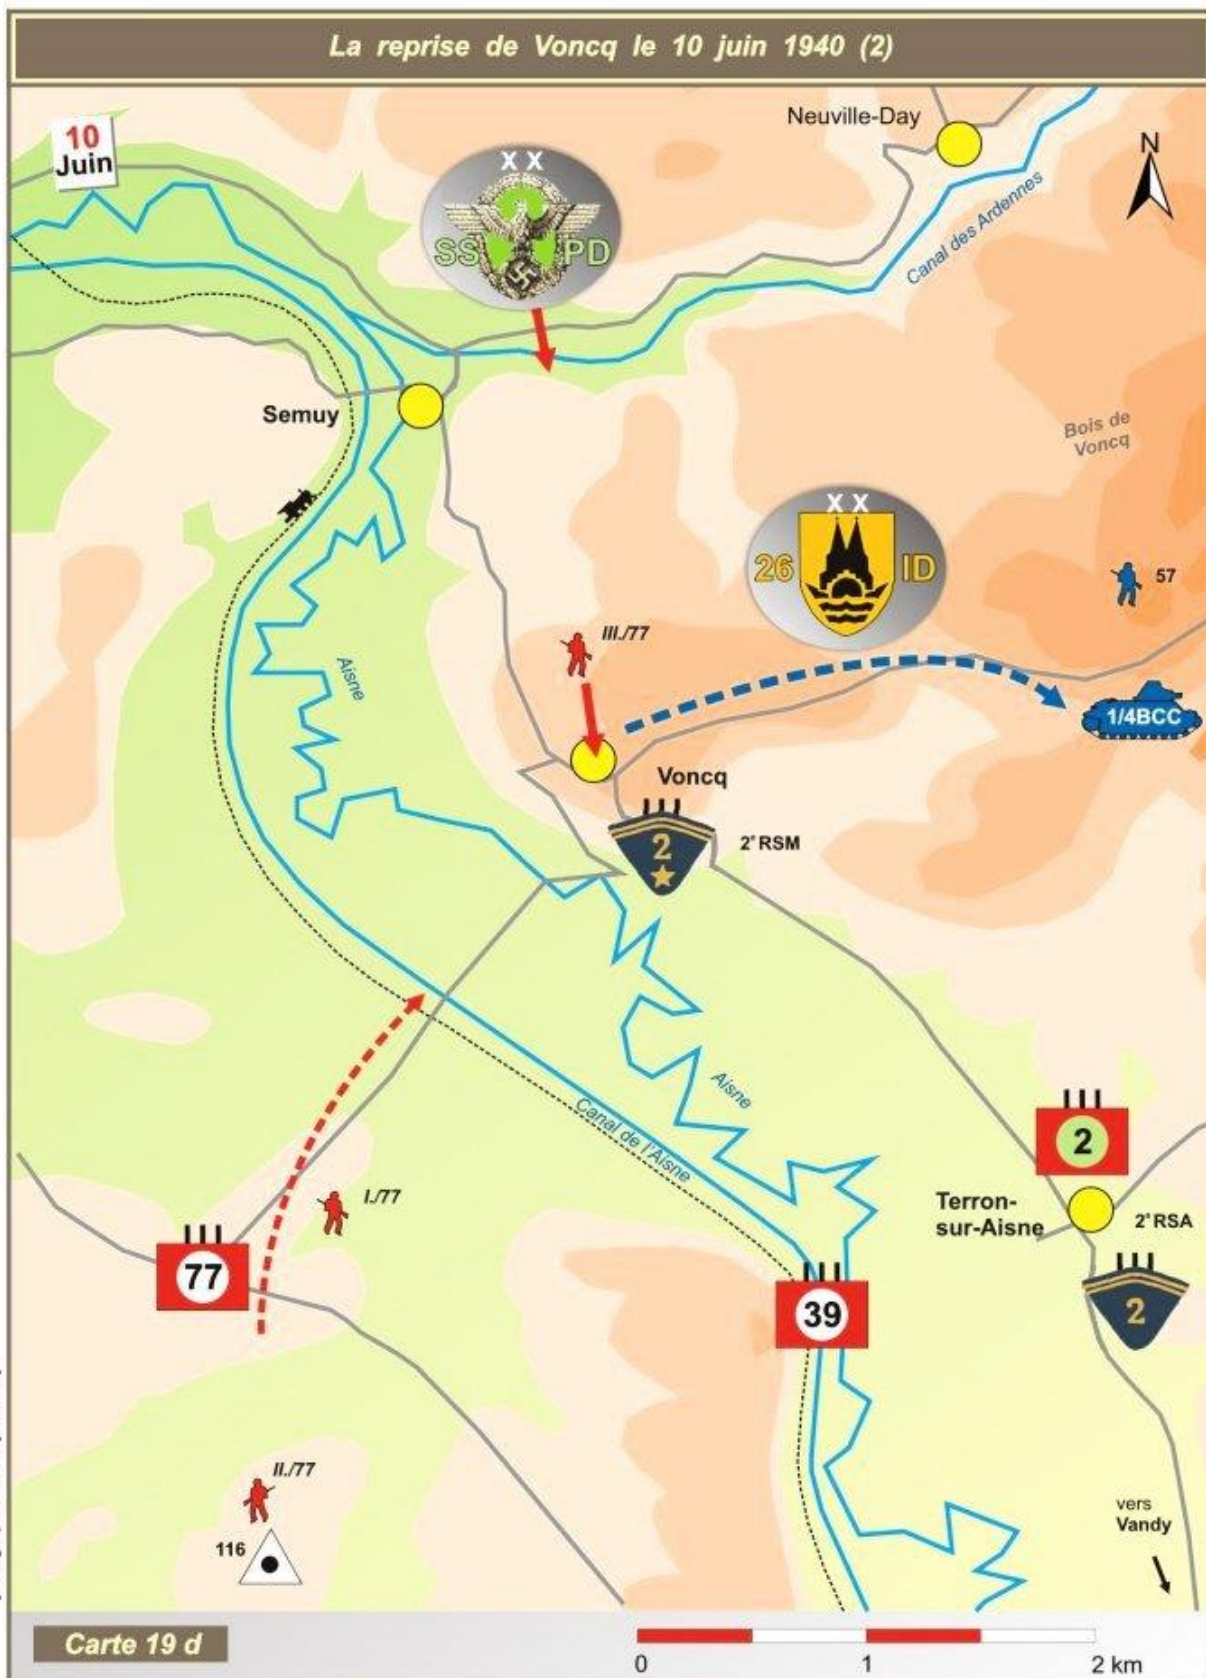 La reprise de Voncq le 10 juin 1940 (2)
10
Juin
Neuville-Day
N
X X
SS PD
Canal des Ardennes
Semuy
Bois de
Voncq
X X
26 ID
57
III./77
Aisne
1/4BCC
Voncq
2
2° RSM
Aisne
Canal de l'Aisne
2
I./77
Terron-
sur-Aisne
2° RSA
77
39
2
II./77
116
vers
Vandy
Carte 19 d
0 1 2 km